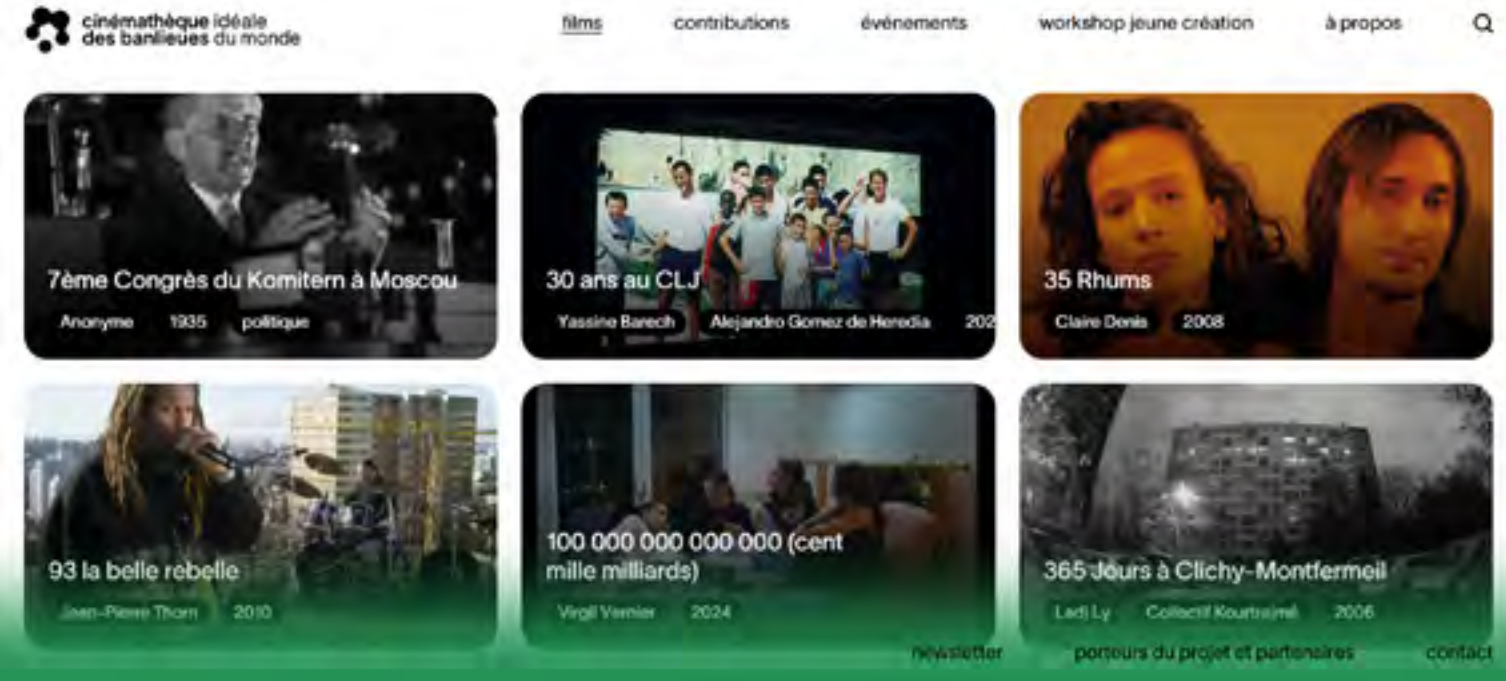 cinémathèque idéale
des banlieues du monde
films
contributions
événements
workshop jeune création
à propos
7ème Congrès du Komitern à Moscou
Anonyme 1935 politique
30 ans au CLJ
Yassine Barech Alejandro Gomez de Heredia 202
35 Rhums
Claire Denis 2008
93 la belle rebelle
Jean-Pierre Thorn 2010
100 000 000 000 000 (cent
mille milliards)
Virgil Vernier 2024
365 Jours à Clichy-Montfermeil
Ladj Ly Collectif Kourtrajmé 2006
newsletter
porteurs du projet et partenaires
contact